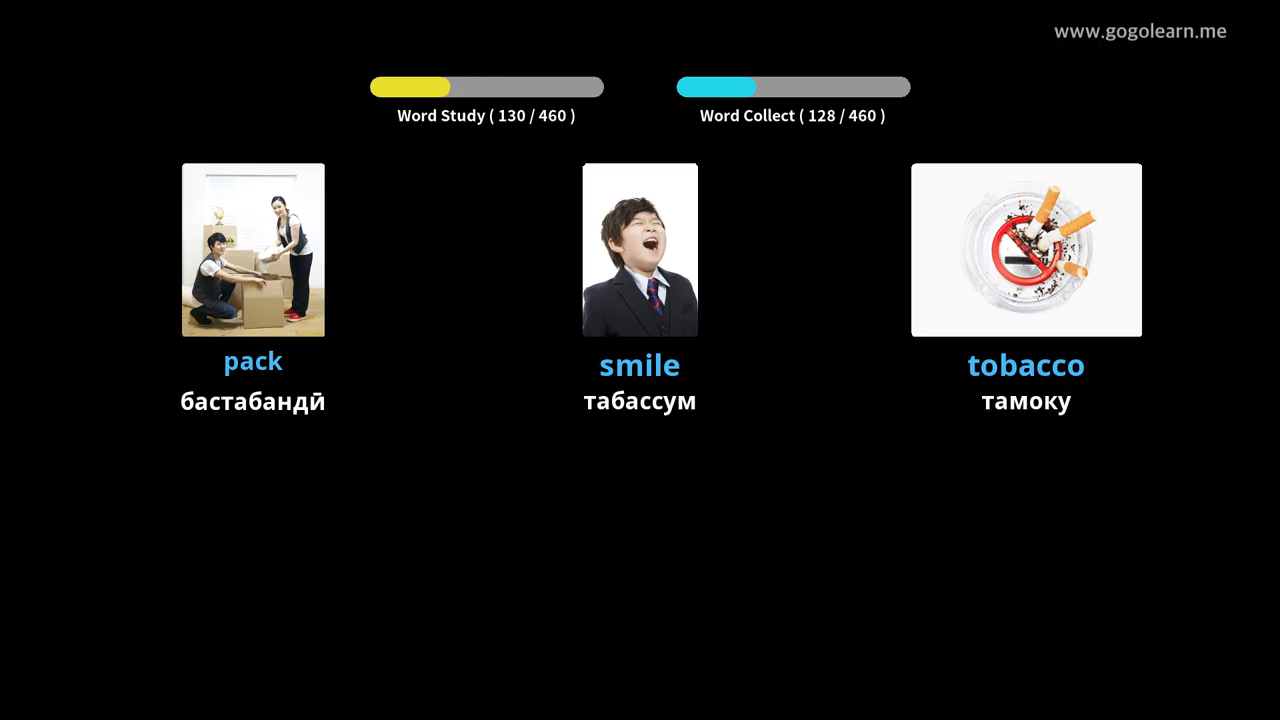 www.gogolearn.me
Word Study ( 130 / 460 )
Word Collect ( 128 / 460 )
pack
smile
tobacco
бастабандӣ
табассум
тамоку